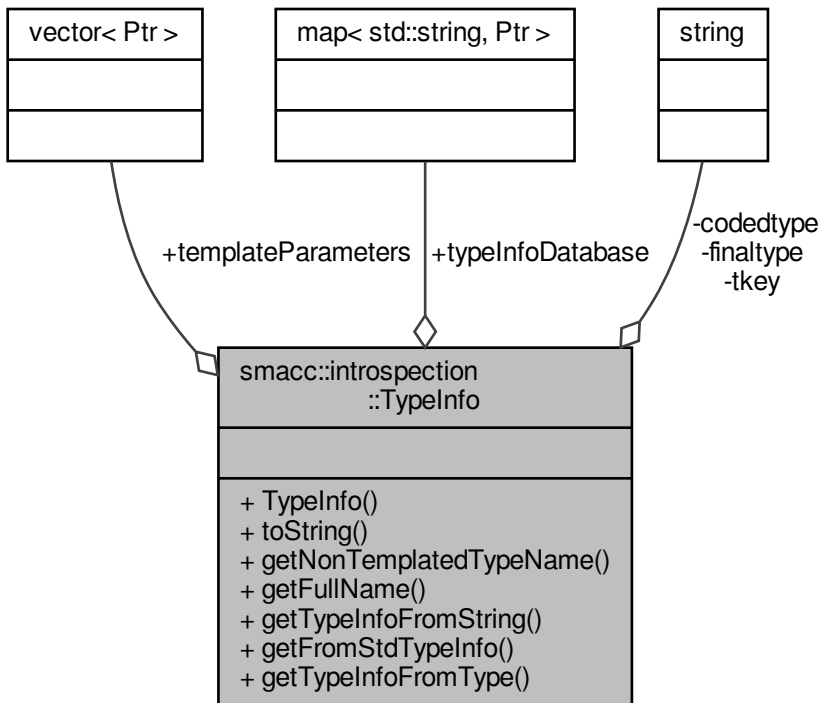 vector< Ptr >
map< std::string, Ptr >
string
+templateParameters
+typeInfoDatabase
-codedtype
-finaltype
-tkey
smacc::introspection
::TypeInfo
+ TypeInfo()
+ toString()
+ getNonTemplatedTypeName()
+ getFullName()
+ getTypeInfoFromString()
+ getFromStdTypeInfo()
+ getTypeInfoFromType()